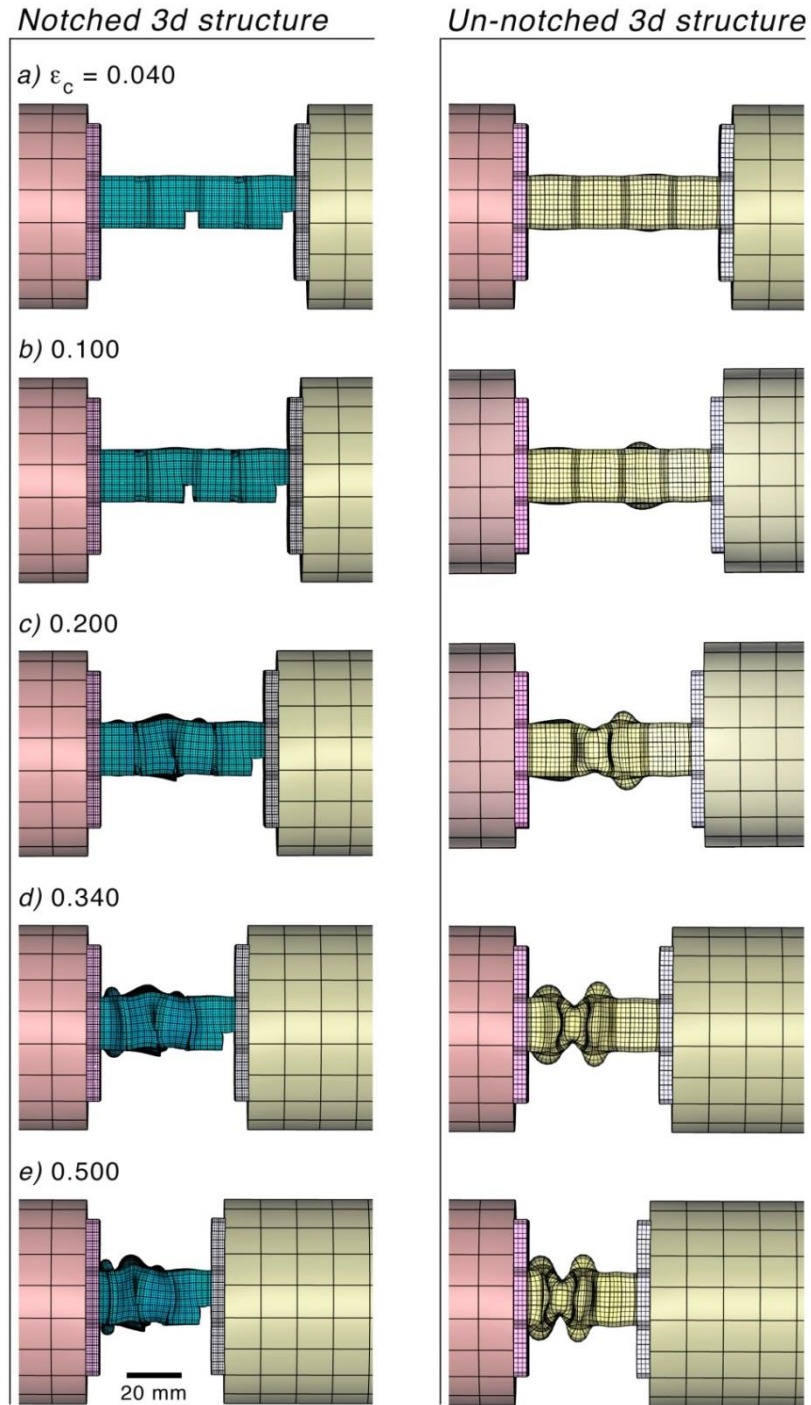 Notched 3d structure
Un-notched 3d structure
a) εc = 0.040
b) 0.100
c) 0.200
d) 0.340
e) 0.500
20 mm